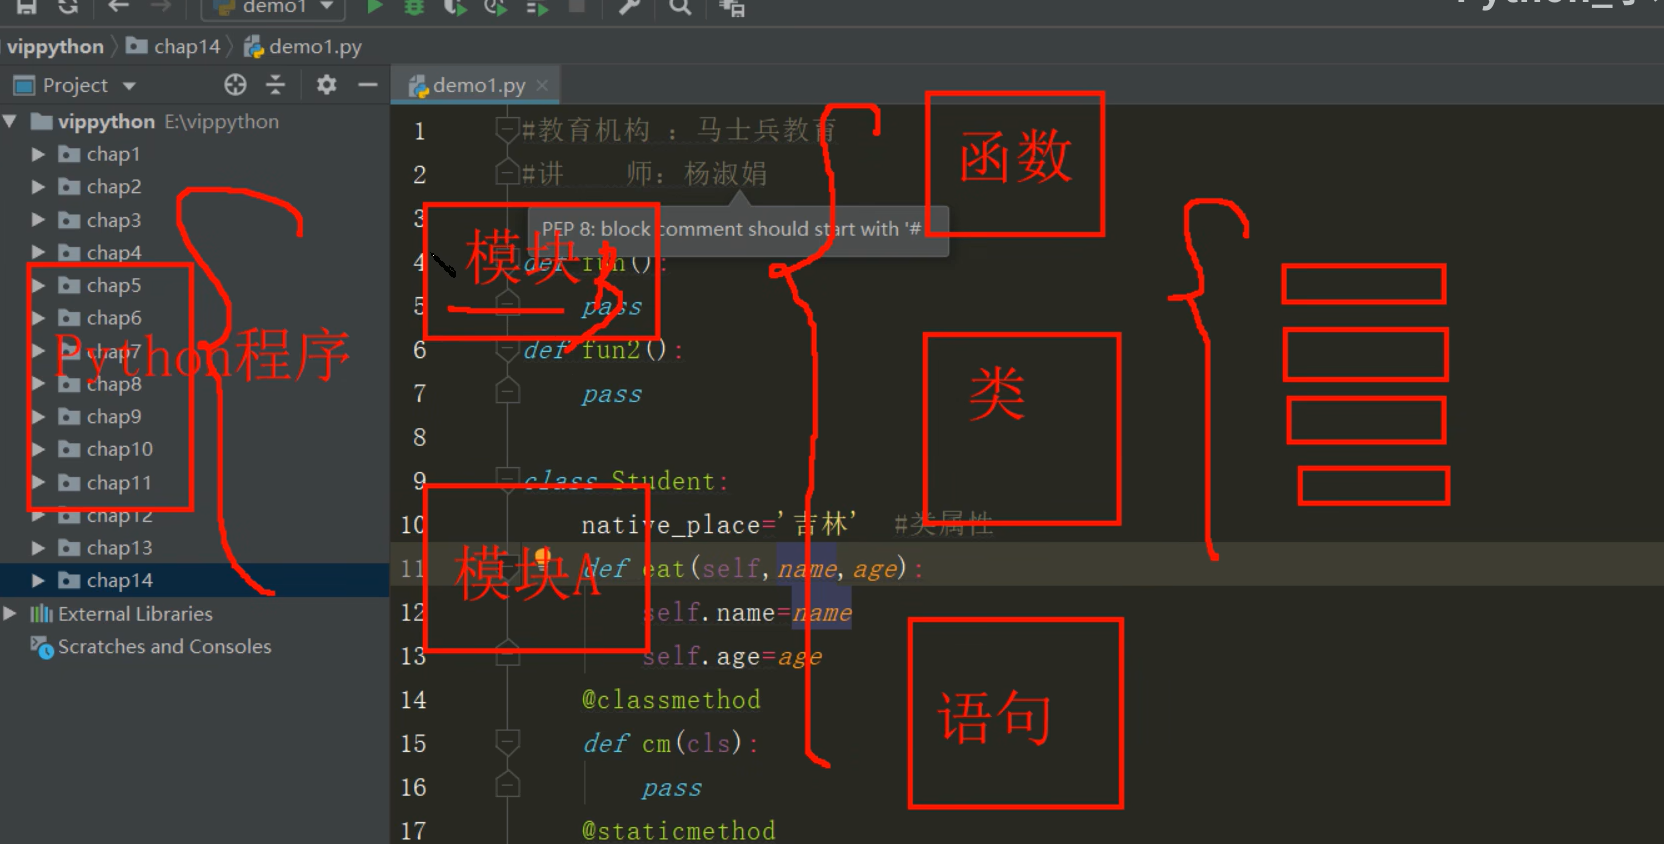 demo1
vippython chap14 demo1.py
Project
demo1.py
vippython E:\vippython
chap1
chap2
chap3
chap4
chap5
chap6
chap7
chap8
chap9
chap10
chap11
chap12
chap13
chap14
External Libraries
Scratches and Consoles
Python程序
1 #教育机构 ：马士兵教育
2 #讲 师：杨淑娟
3
PEP 8: block comment should start with '#
4 def fun():
5 pass
6 def fun2():
7 pass
8
9 class Student:
10 native_place='吉林' #类属性
11 def eat(self,name,age):
12 self.name=name
13 self.age=age
14 @classmethod
15 def cm(cls):
16 pass
17 @staticmethod
模块B
模块A
函数
类
语句